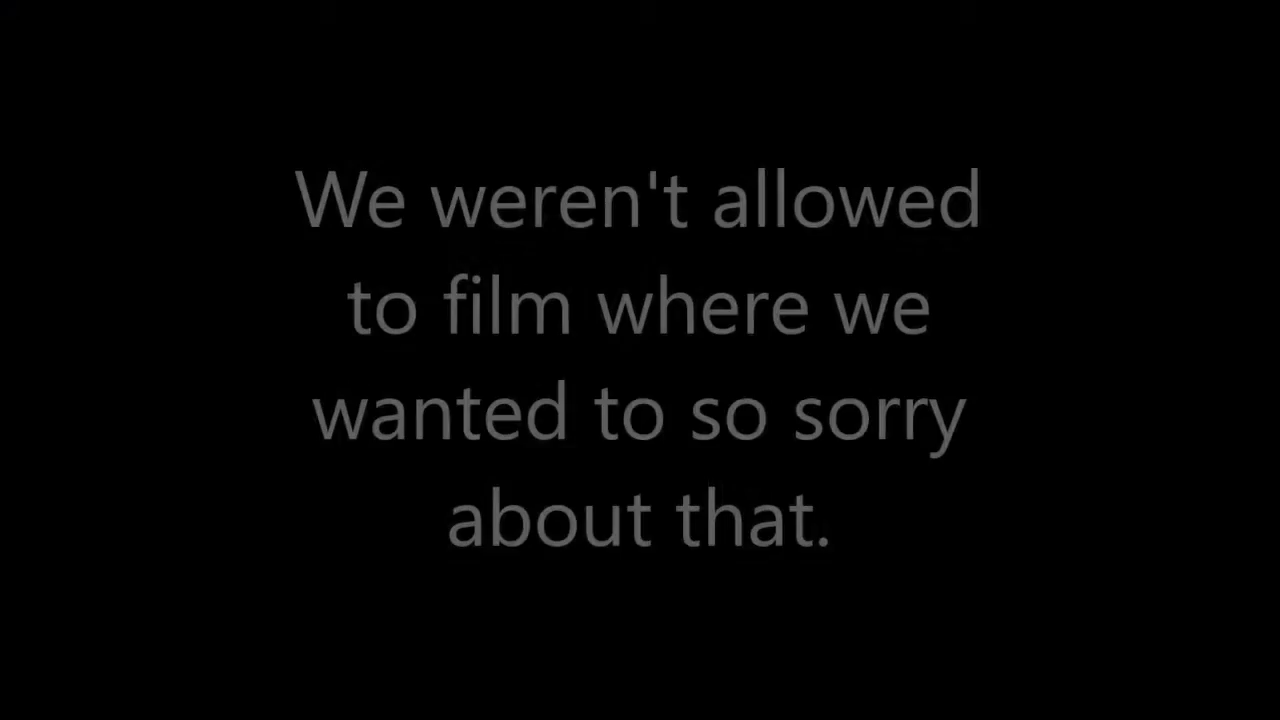 We weren't allowed
to film where we
wanted to so sorry
about that.